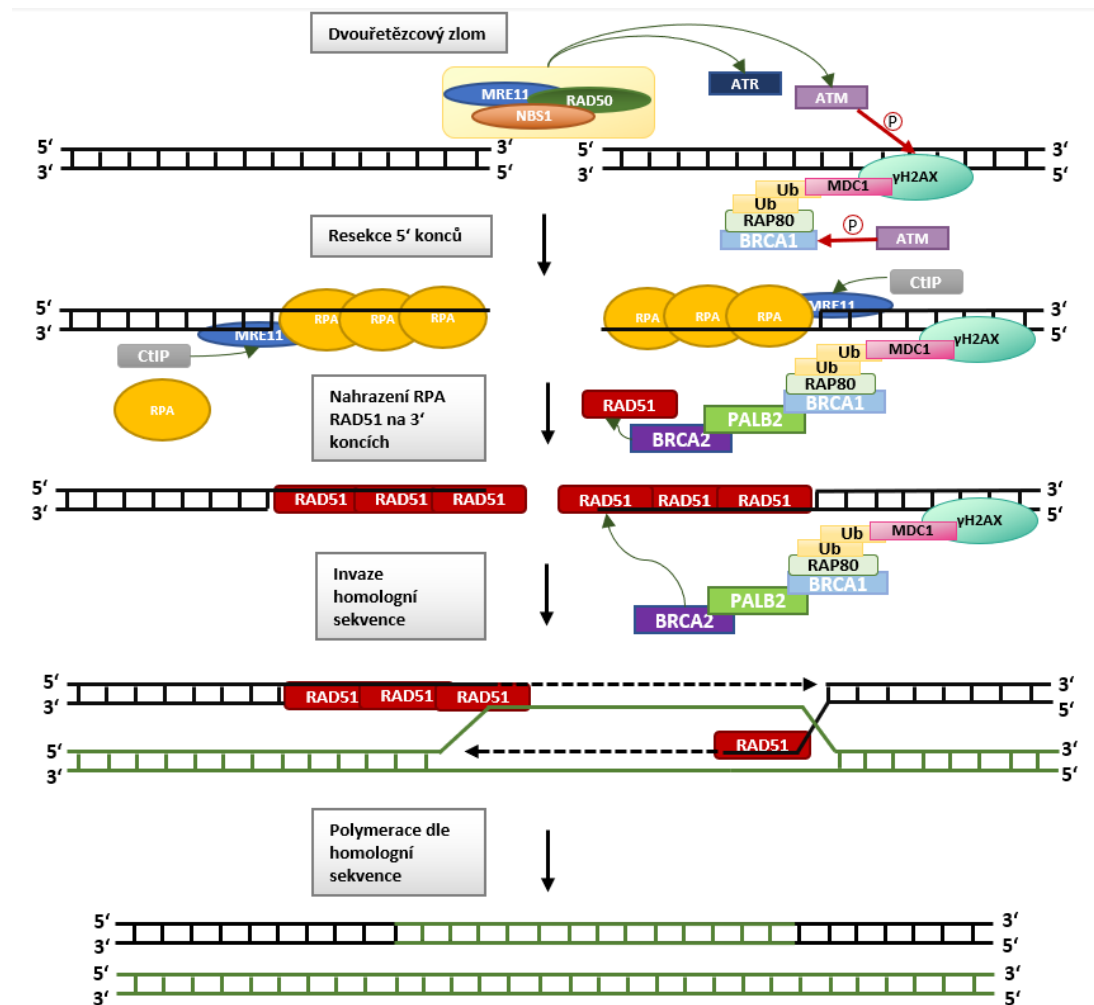 Dvouřetězcový zlom
ATR
MRE11
RAD50
NBS1
ATM
P
5‘ 3‘ 5‘ 3‘
3‘ 5‘ 3‘ 5‘
γH2AX
MDC1
Ub
Ub
RAP80
BRCA1
P
ATM
Resekce 5‘ konců
CtIP
MRE11
5‘ 3‘
3‘ 5‘
RPA RPA RPA
RPA RPA RPA
MRE11
CtIP
γH2AX
MDC1
Ub
Ub
RAP80
BRCA1
RPA
Nahrazení RPA
RAD51 na 3‘
koncích
RAD51
PALB2
BRCA2
5‘ 3‘
3‘ 5‘
RAD51 RAD51 RAD51
RAD51 RAD51 RAD51
γH2AX
MDC1
Ub
Ub
RAP80
BRCA1
Invaze
homologní
sekvence
PALB2
BRCA2
5‘ 3‘
3‘ 5‘
RAD51 RAD51 RAD51
RAD51
5‘ 3‘
3‘ 5‘
Polymerace dle
homologní
sekvence
5‘ 3‘
3‘ 5‘
5‘ 3‘
3‘ 5‘